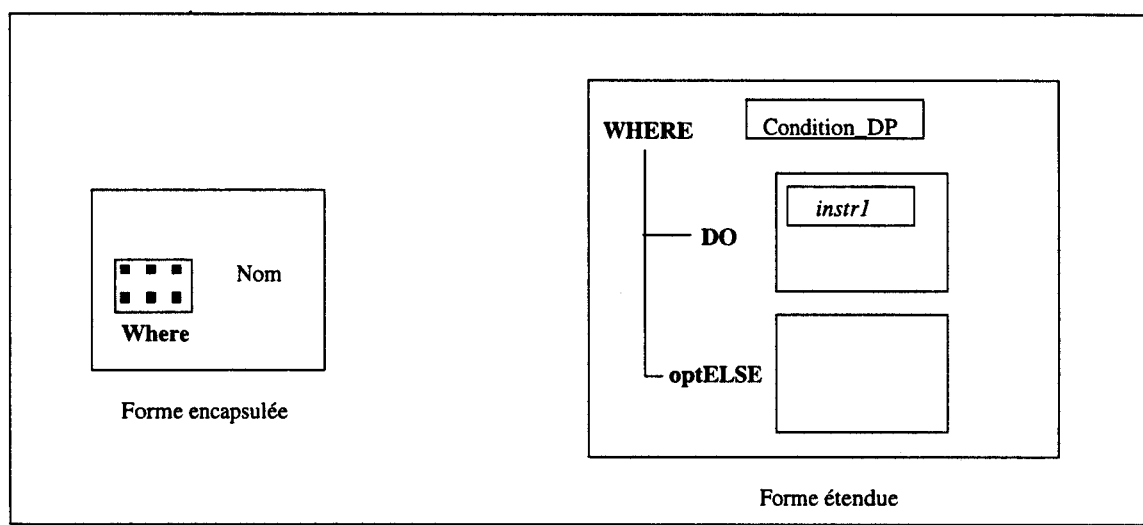 Nom
Where
Forme encapsulée
WHERE
Condition_DP
DO
instr1
optELSE
Forme étendue